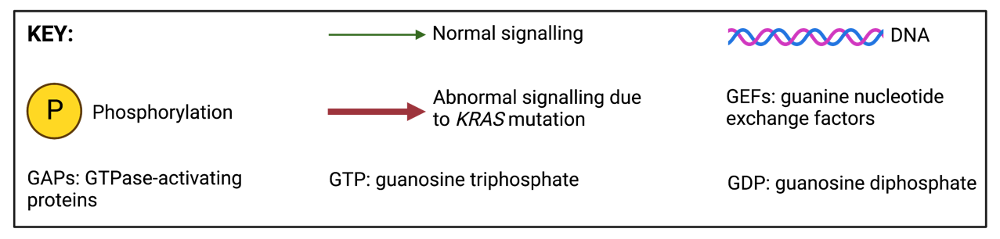 KEY:
Normal signalling
DNA
P
Phosphorylation
Abnormal signalling due
to KRAS mutation
GEFs: guanine nucleotide
exchange factors
GAPs: GTPase-activating
proteins
GTP: guanosine triphosphate
GDP: guanosine diphosphate